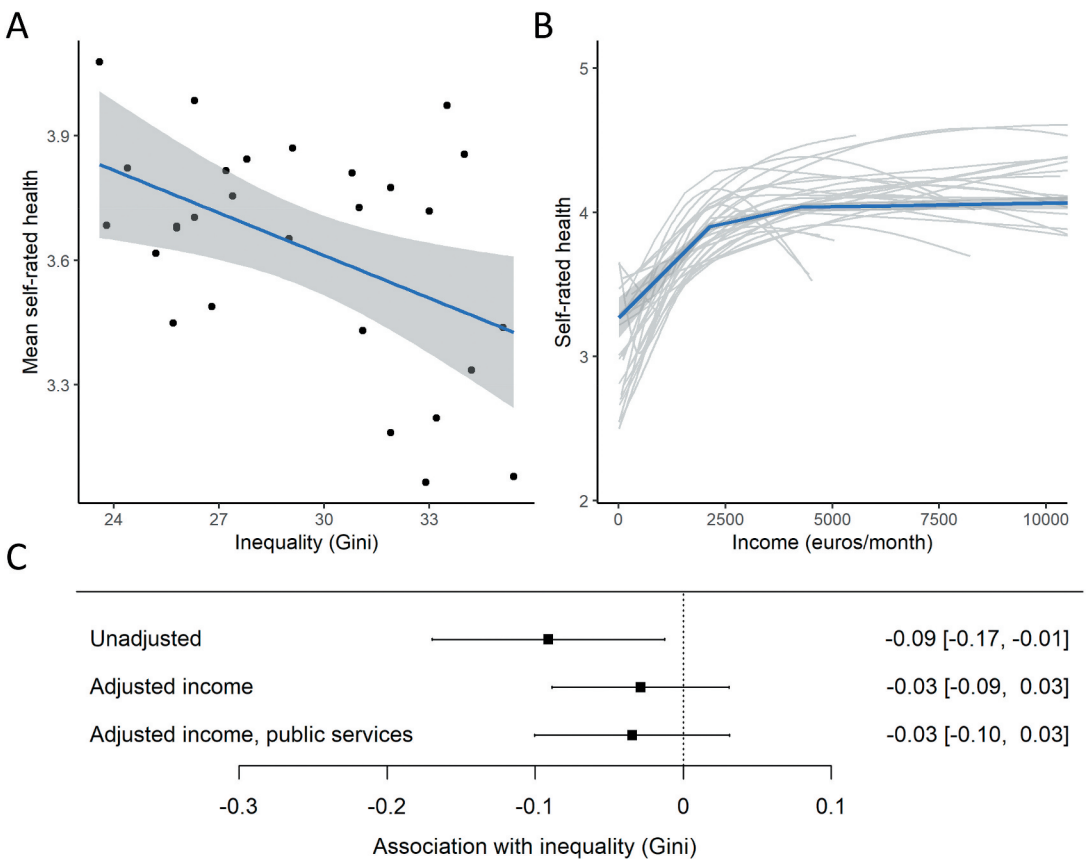 A
B
Mean self-rated health
3.9
3.6
3.3
24 27 30 33
Inequality (Gini)
Self-rated health
5
4
3
2
0 2500 5000 7500 10000
Income (euros/month)
C
Unadjusted -0.09 [-0.17, -0.01]
Adjusted income -0.03 [-0.09, 0.03]
Adjusted income, public services -0.03 [-0.10, 0.03]
-0.3 -0.2 -0.1 0 0.1
Association with inequality (Gini)